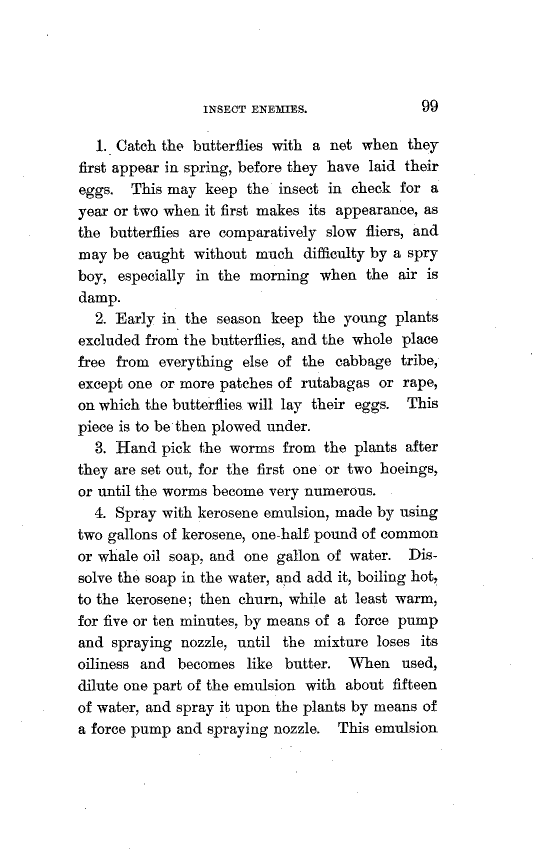 INSECT ENEMIES. 99
1. Catch the butterflies with a net when they
first appear in spring, before they have laid their
eggs. This may keep the insect in check for a
year or two when it first makes its appearance, as
the butterflies are comparatively slow fliers, and
may be caught without much difficulty by a spry
boy, especially in the morning when the air is
damp.
2. Early in the season keep the young plants
excluded from the butterflies, and the whole place
free from everything else of the cabbage tribe,
except one or more patches of rutabagas or rape,
on which the butterflies will lay their eggs. This
piece is to be then plowed under.
3. Hand pick the worms from the plants after
they are set out, for the first one or two hoeings,
or until the worms become very numerous.
4. Spray with kerosene emulsion, made by using
two gallons of kerosene, one-half pound of common
or whale oil soap, and one gallon of water. Dis-
solve the soap in the water, and add it, boiling hot,
to the kerosene; then churn, while at least warm,
for five or ten minutes, by means of a force pump
and spraying nozzle, until the mixture loses its
oiliness and becomes like butter. When used,
dilute one part of the emulsion with about fifteen
of water, and spray it upon the plants by means of
a force pump and spraying nozzle. This emulsion